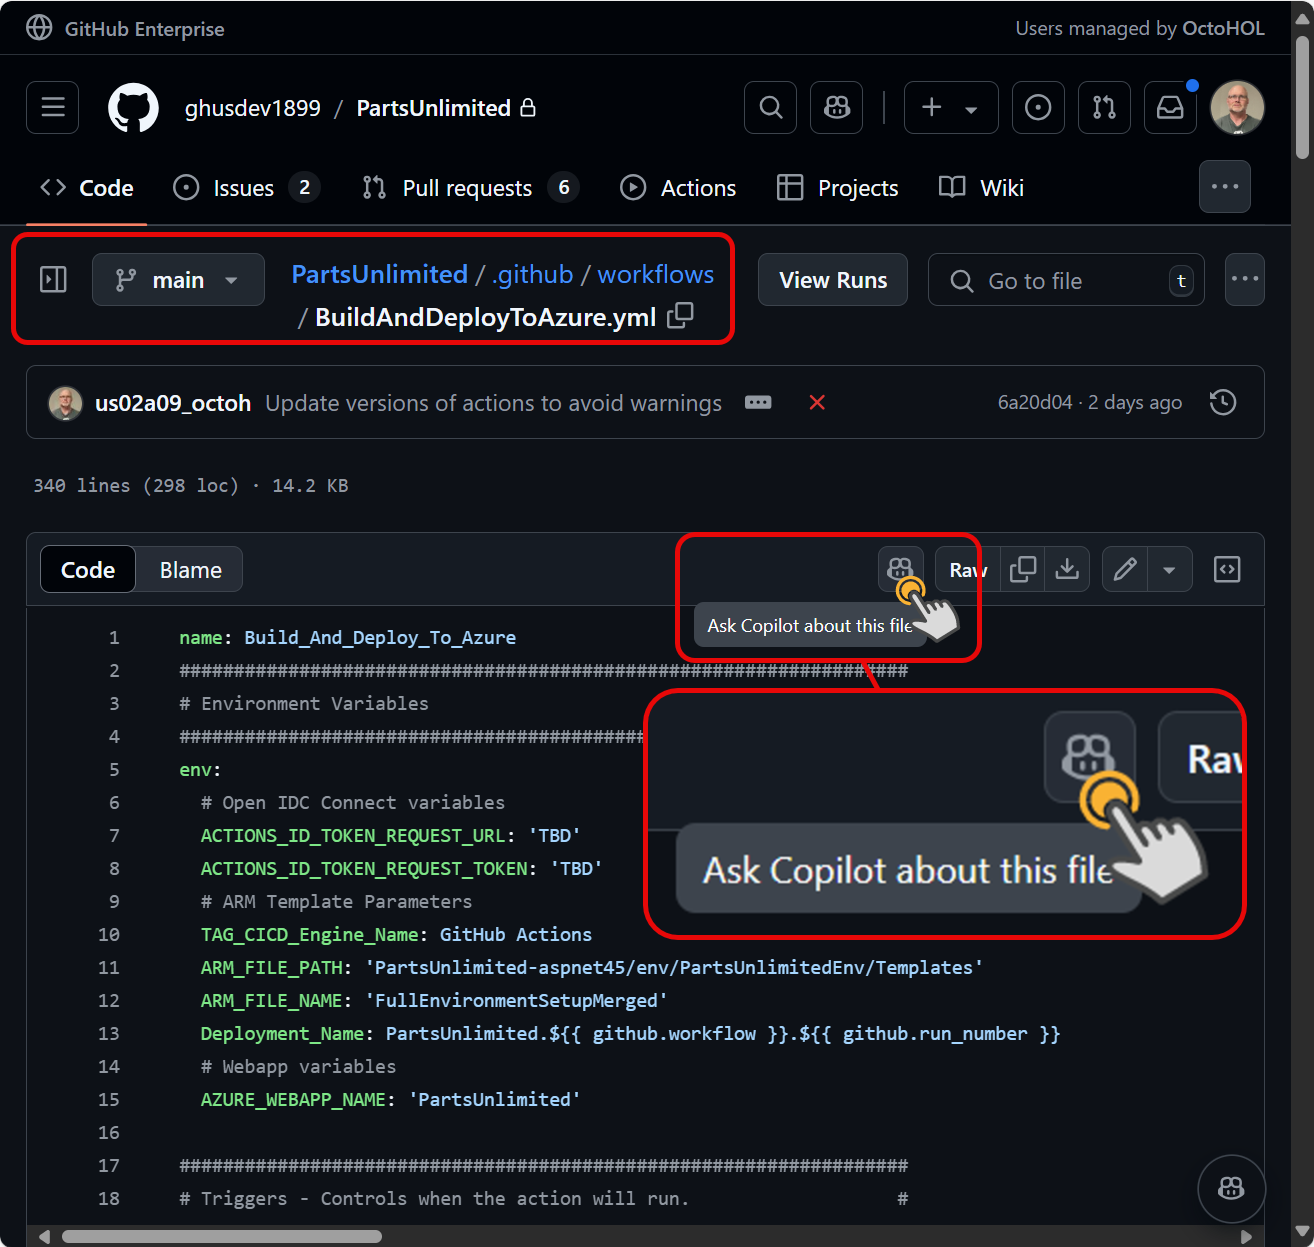 GitHub Enterprise
Users managed by OctoHOL
ghusdev1899 / PartsUnlimited
Code
Issues 2
Pull requests 6
Actions
Projects
Wiki
main
PartsUnlimited / .github / workflows
/ BuildAndDeployToAzure.yml
View Runs
Go to file t
us02a09_octoh Update versions of actions to avoid warnings
6a20d04 · 2 days ago
340 lines (298 loc) · 14.2 KB
Code Blame
Raw
Ask Copilot about this file
Raw
Ask Copilot about this file
1 name: Build_And_Deploy_To_Azure
2 ###################################################################
3 # Environment Variables
4 ###########################################
5 env:
6 # Open IDC Connect variables
7 ACTIONS_ID_TOKEN_REQUEST_URL: 'TBD'
8 ACTIONS_ID_TOKEN_REQUEST_TOKEN: 'TBD'
9 # ARM Template Parameters
10 TAG_CICD_Engine_Name: GitHub Actions
11 ARM_FILE_PATH: 'PartsUnlimited-aspnet45/env/PartsUnlimitedEnv/Templates'
12 ARM_FILE_NAME: 'FullEnvironmentSetupMerged'
13 Deployment_Name: PartsUnlimited.${{ github.workflow }}.${{ github.run_number }}
14 # Webapp variables
15 AZURE_WEBAPP_NAME: 'PartsUnlimited'
16
17 ###################################################################
18 # Triggers - Controls when the action will run. #